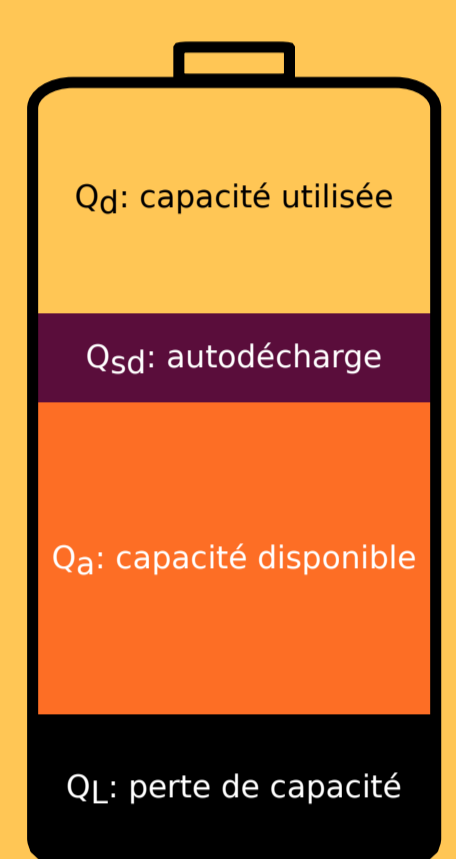 Qd: capacité utilisée
Qsd: autodécharge
Qa: capacité disponible
QL: perte de capacité